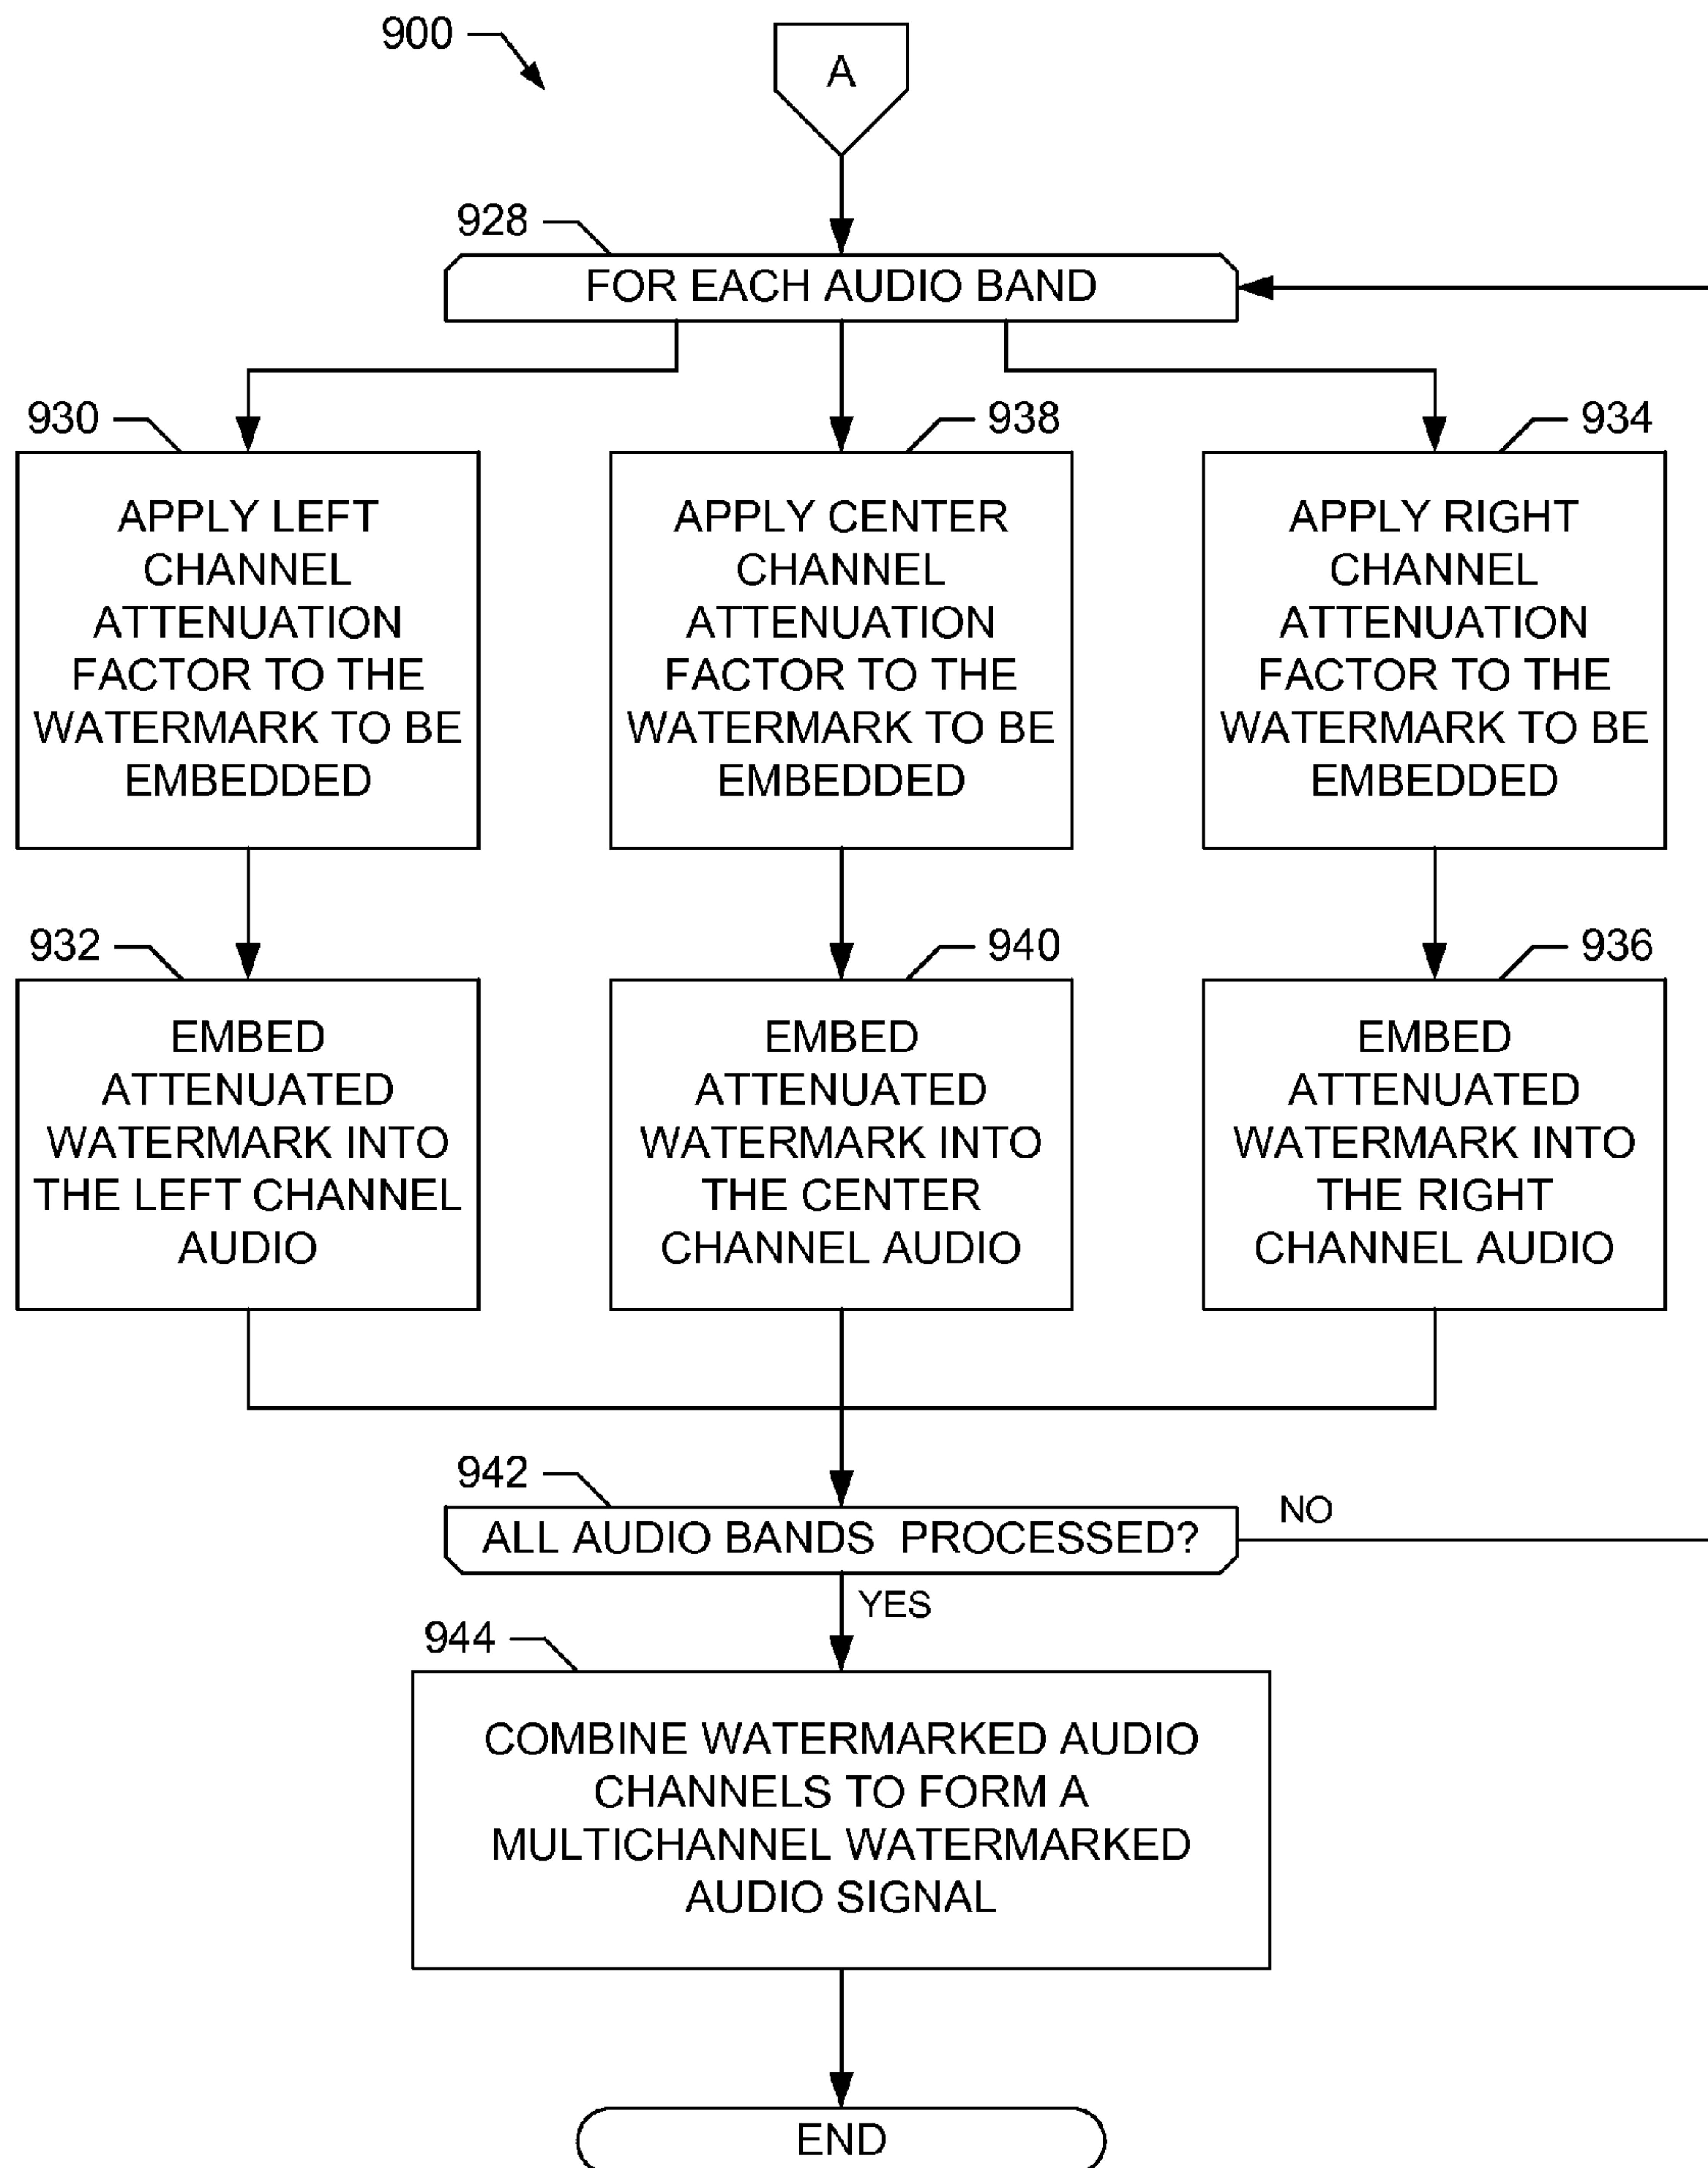 900
A
928
FOR EACH AUDIO BAND
930
938
934
APPLY LEFT
CHANNEL
ATTENUATION
FACTOR TO THE
WATERMARK TO BE
EMBEDDED
APPLY CENTER
CHANNEL
ATTENUATION
FACTOR TO THE
WATERMARK TO BE
EMBEDDED
APPLY RIGHT
CHANNEL
ATTENUATION
FACTOR TO THE
WATERMARK TO BE
EMBEDDED
932
940
936
EMBED
ATTENUATED
WATERMARK INTO
THE LEFT CHANNEL
AUDIO
EMBED
ATTENUATED
WATERMARK INTO
THE CENTER
CHANNEL AUDIO
EMBED
ATTENUATED
WATERMARK INTO
THE RIGHT
CHANNEL AUDIO
942
ALL AUDIO BANDS PROCESSED?
NO
YES
944
COMBINE WATERMARKED AUDIO
CHANNELS TO FORM A
MULTICHANNEL WATERMARKED
AUDIO SIGNAL
END